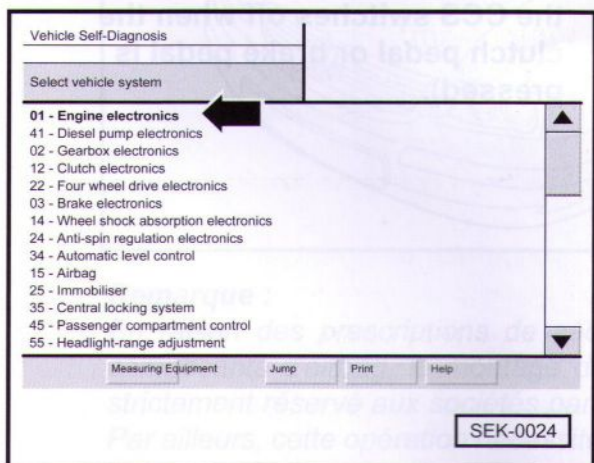 the CCS switches off when the
clutch pedal or brake pedal is
pressed).
Vehicle Self-Diagnosis
Select vehicle system
01 - Engine electronics
41 - Diesel pump electronics
02 - Gearbox electronics
12 - Clutch electronics
22 - Four wheel drive electronics
03 - Brake electronics
14 - Wheel shock absorption electronics
24 - Anti-spin regulation electronics
34 - Automatic level control
15 - Airbag
25 - Immobiliser
35 - Central locking system
45 - Passenger compartment control
55 - Headlight-range adjustment
Remarque :
des prescriptions de
Measuring Equipment Jump Print Help
strictement réservé aux sociétés
Par ailleurs, cette opération
SEK-0024